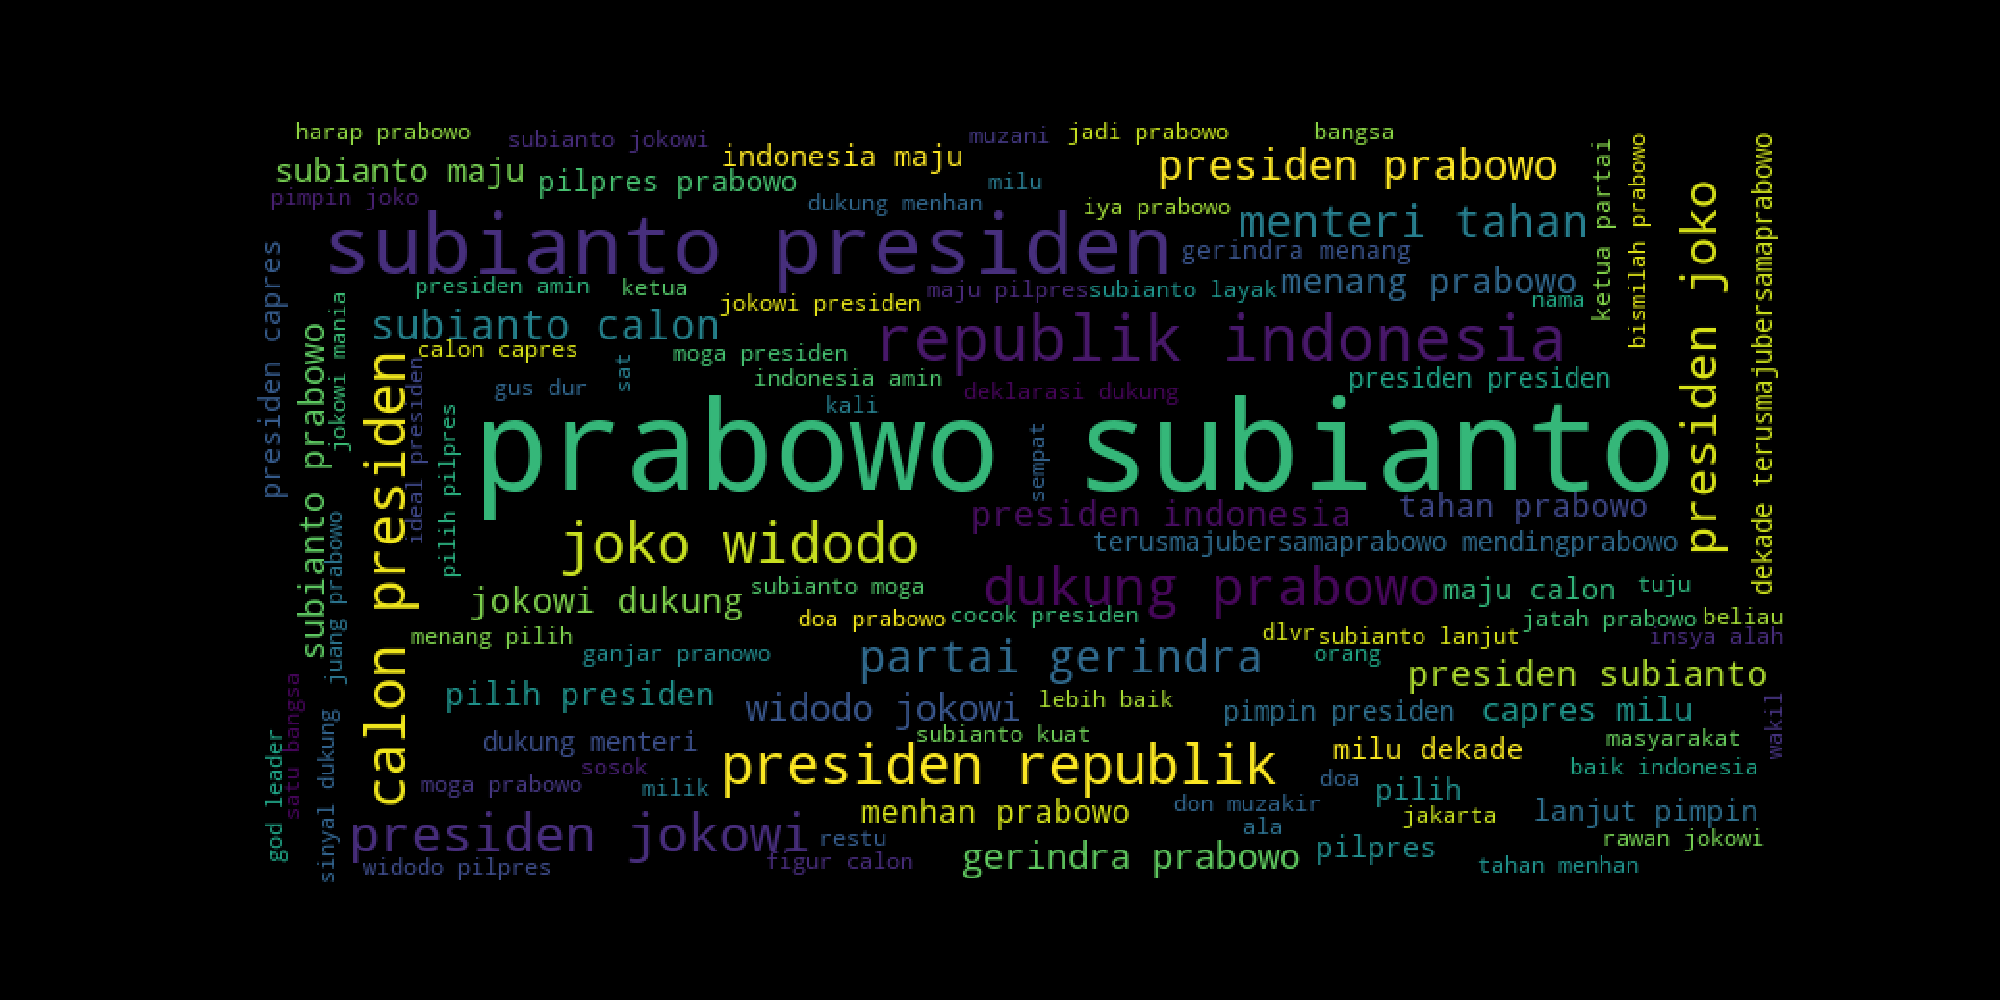 harap prabowo
subianto jokowi
muzani
jadi prabowo
bangsa
indonesia maju
presiden prabowo
subianto maju
pilpres prabowo
milu
pimpin joko
dukung menhan
iya prabowo
menteri tahan
subianto presiden
gerindra menang
menang prabowo
presiden amin
ketua
jokowi presiden
maju pilpres
subianto layak
nama
ketua partai
bismilah prabowo
presiden joko
dekade terusmajubersamaprabowo
presiden capres
subianto prabowo
jokowi mania
subianto calon
republik indonesia
calon capres
moga presiden
sat
gus dur
indonesia amin
deklarasi dukung
presiden presiden
kali
calon presiden
ideal presiden
pilih pilpres
prabowo subianto
sempat
presiden indonesia
tahan prabowo
joko widodo
terusmajubersamaprabowo mendingprabowo
juang prabowo
jokowi dukung
subianto moga
dukung prabowo
maju calon
tuju
doa prabowo
cocok presiden
jatah prabowo
beliau
menang pilih
dlvr
subianto lanjut
insya alah
ganjar pranowo
partai gerindra
orang
presiden subianto
pilih presiden
widodo jokowi
lebih baik
pimpin presiden
capres milu
wakil
satu bangsa
god leader
sinyal dukung
dukung menteri
subianto kuat
milu dekade
masyarakat
sosok
presiden republik
baik indonesia
moga prabowo
milik
doa
pilih
menhan prabowo
don muzakir
jakarta
lanjut pimpin
presiden jokowi
restu
ala
rawan jokowi
widodo pilpres
figur calon
gerindra prabowo
pilpres
tahan menhan